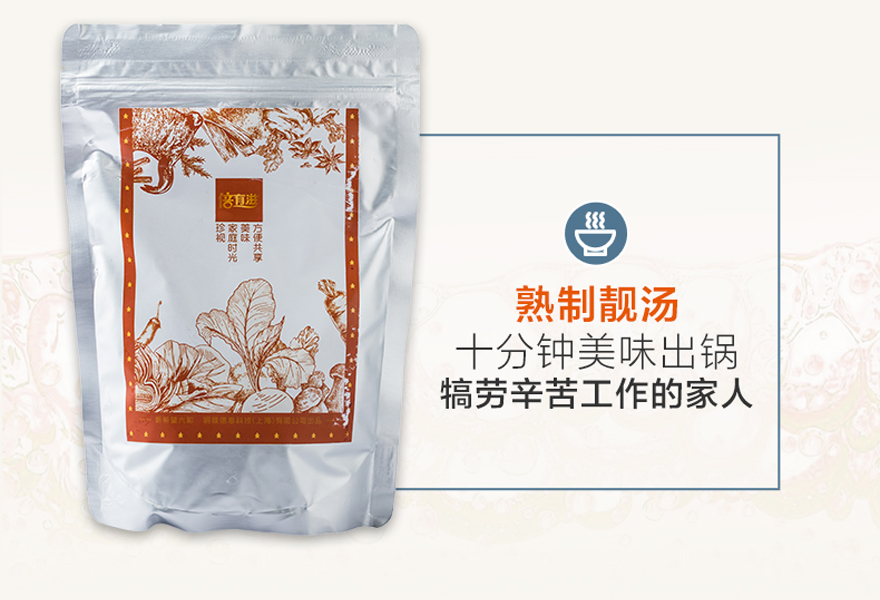 方便共享
美味
家庭时光
珍视
熟制靓汤
十分钟美味出锅
犒劳辛苦工作的家人